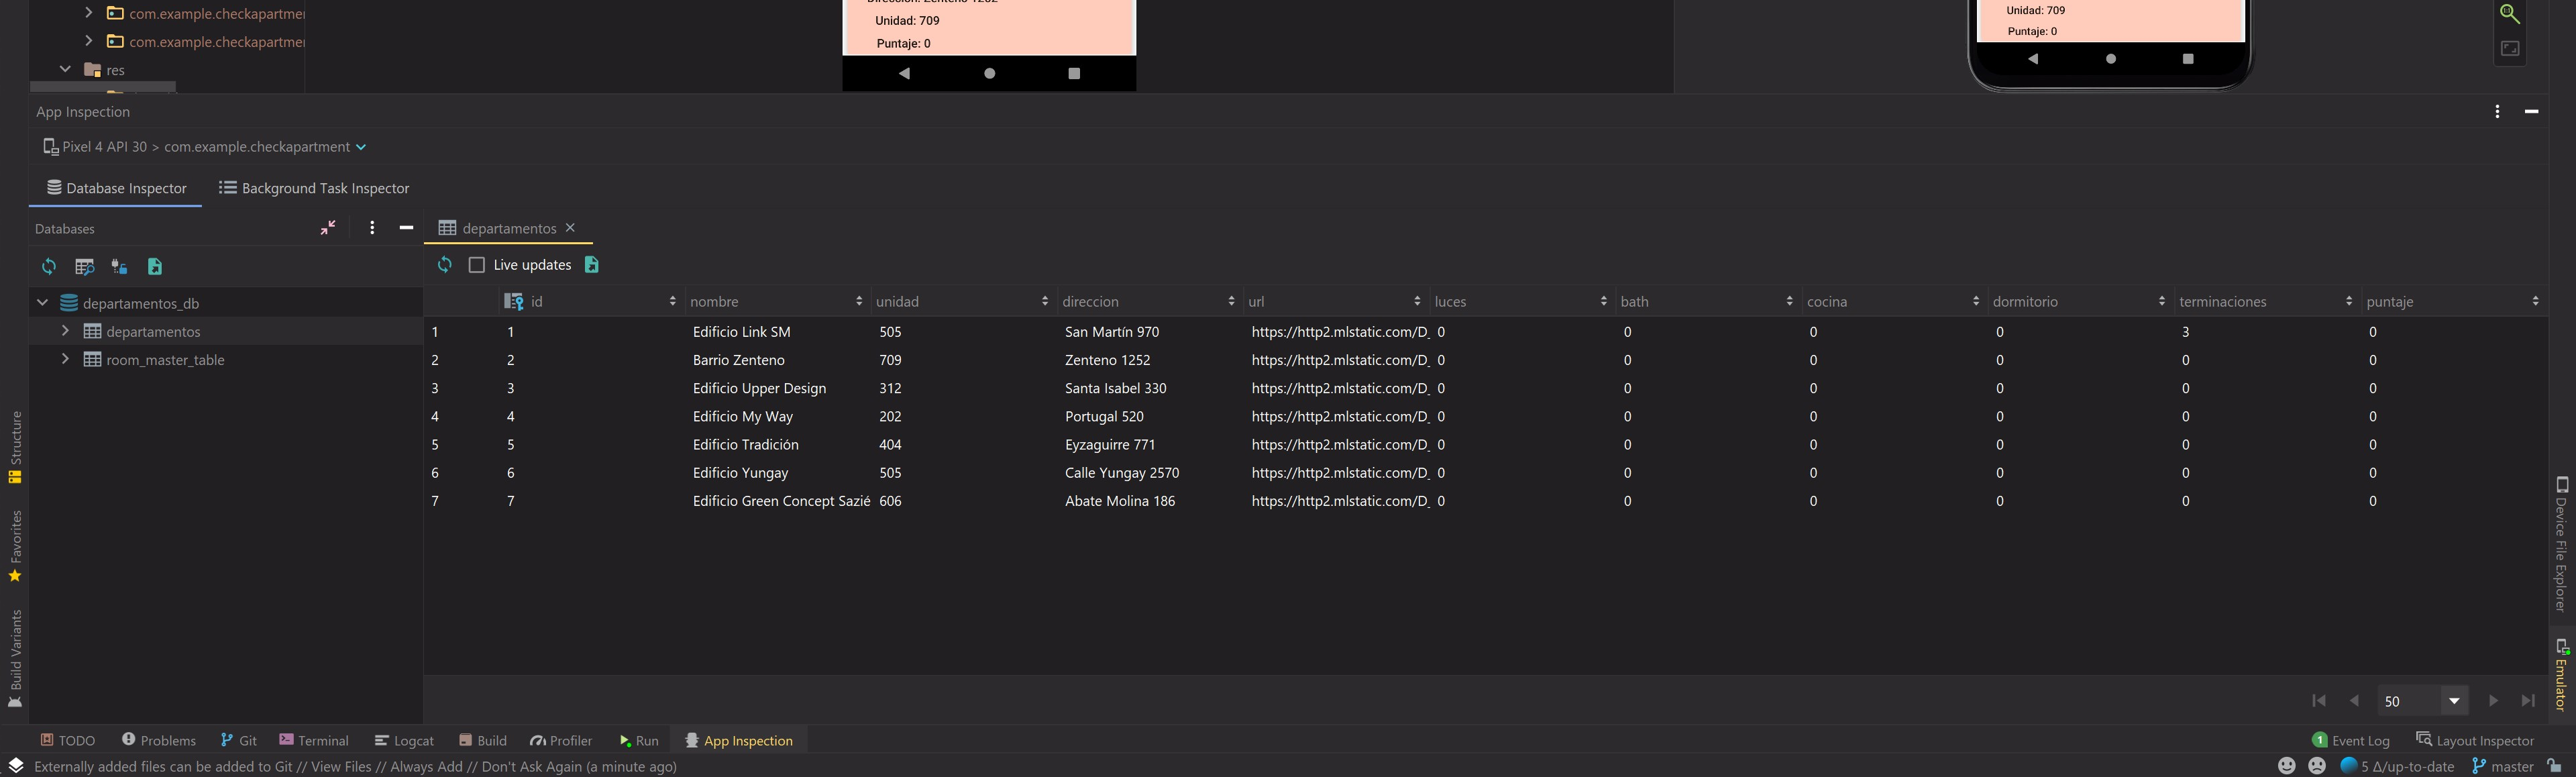 com.example.checkapartme
Unidad: 709
Unidad: 709
com.example.checkapartme
Puntaje: 0
Puntaje: 0
res
App Inspection
Pixel 4 API 30 > com.example.checkapartment
Database Inspector
Background Task Inspector
Databases
departamentos
Live updates
departamentos_db
departamentos
room_master_table
id nombre unidad direccion url luces bath cocina dormitorio terminaciones puntaje
1 1 Edificio Link SM 505 San Martín 970 https://http2.mlstatic.com/D_ 0 0 0 0 3 0
2 2 Barrio Zenteno 709 Zenteno 1252 https://http2.mlstatic.com/D_ 0 0 0 0 0 0
3 3 Edificio Upper Design 312 Santa Isabel 330 https://http2.mlstatic.com/D_ 0 0 0 0 0 0
4 4 Edificio My Way 202 Portugal 520 https://http2.mlstatic.com/D_ 0 0 0 0 0 0
5 5 Edificio Tradición 404 Eyzaguirre 771 https://http2.mlstatic.com/D_ 0 0 0 0 0 0
6 6 Edificio Yungay 505 Calle Yungay 2570 https://http2.mlstatic.com/D_ 0 0 0 0 0 0
7 7 Edificio Green Concept Sazié 606 Abate Molina 186 https://http2.mlstatic.com/D_ 0 0 0 0 0 0
50
Structure
Favorites
Build Variants
Device File Explorer
Emulator
TODO Problems Git Terminal Logcat Build Profiler Run App Inspection
1 Event Log Layout Inspector
Externally added files can be added to Git // View Files // Always Add // Don't Ask Again (a minute ago)
5 Δ/up-to-date master